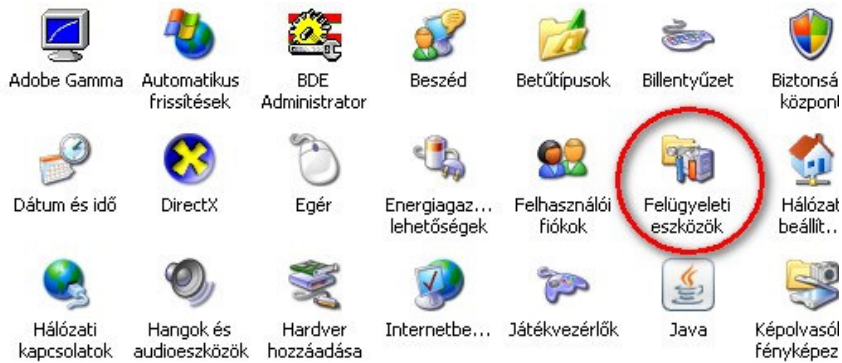 Adobe Gamma
Automatikus
frissítések
BDE
Administrator
Beszéd
Betűtípusok
Billentyűzet
Biztonsá
központ
Dátum és idő
DirectX
Egér
Energiagaz...
lehetőségek
Felhasználói
fiókok
Felügyeleti
eszközök
Hálózat
beállít..
Hálózati
kapcsolatok
Hangok és
audioeszközök
Hardver
hozzáadása
Internetbe...
Játékvezérlők
Java
Képolvasól
fényképez